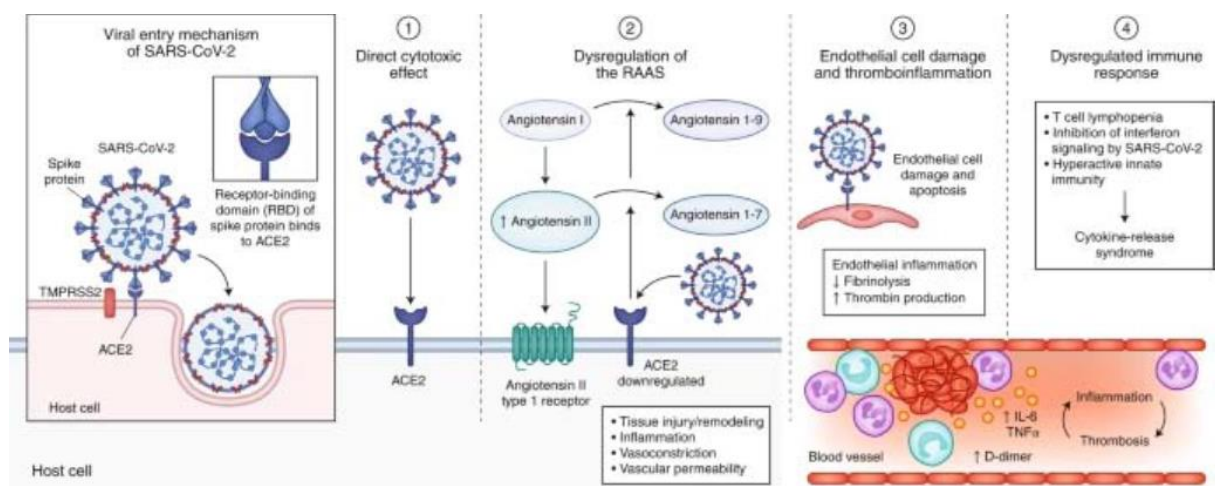 Viral entry mechanism
of SARS-CoV-2
SARS-CoV-2
Spike
protein
Receptor-binding
domain (RBD) of
spike protein binds
to ACE2
TMPRSS2
ACE2
Host cell
Host cell
1
Direct cytotoxic
effect
ACE2
2
Dysregulation of
the RAAS
Angiotensin I
Angiotensin 1-9
↑ Angiotensin II
Angiotensin 1-7
Angiotensin II
type 1 receptor
ACE2
downregulated
• Tissue injury/remodeling
• Inflammation
• Vasoconstriction
• Vascular permeability
3
Endothelial cell damage
and thromboinflammation
Endothelial cell
damage and
apoptosis
Endothelial inflammation
↓ Fibrinolysis
↑ Thrombin production
4
Dysregulated immune
response
• T cell lymphopenia
• Inhibition of interferon
signaling by SARS-CoV-2
• Hyperactive innate
immunity
Cytokine-release
syndrome
↑ IL-6
TNFα
Inflammation
Thrombosis
Blood vessel
↑ D-dimer